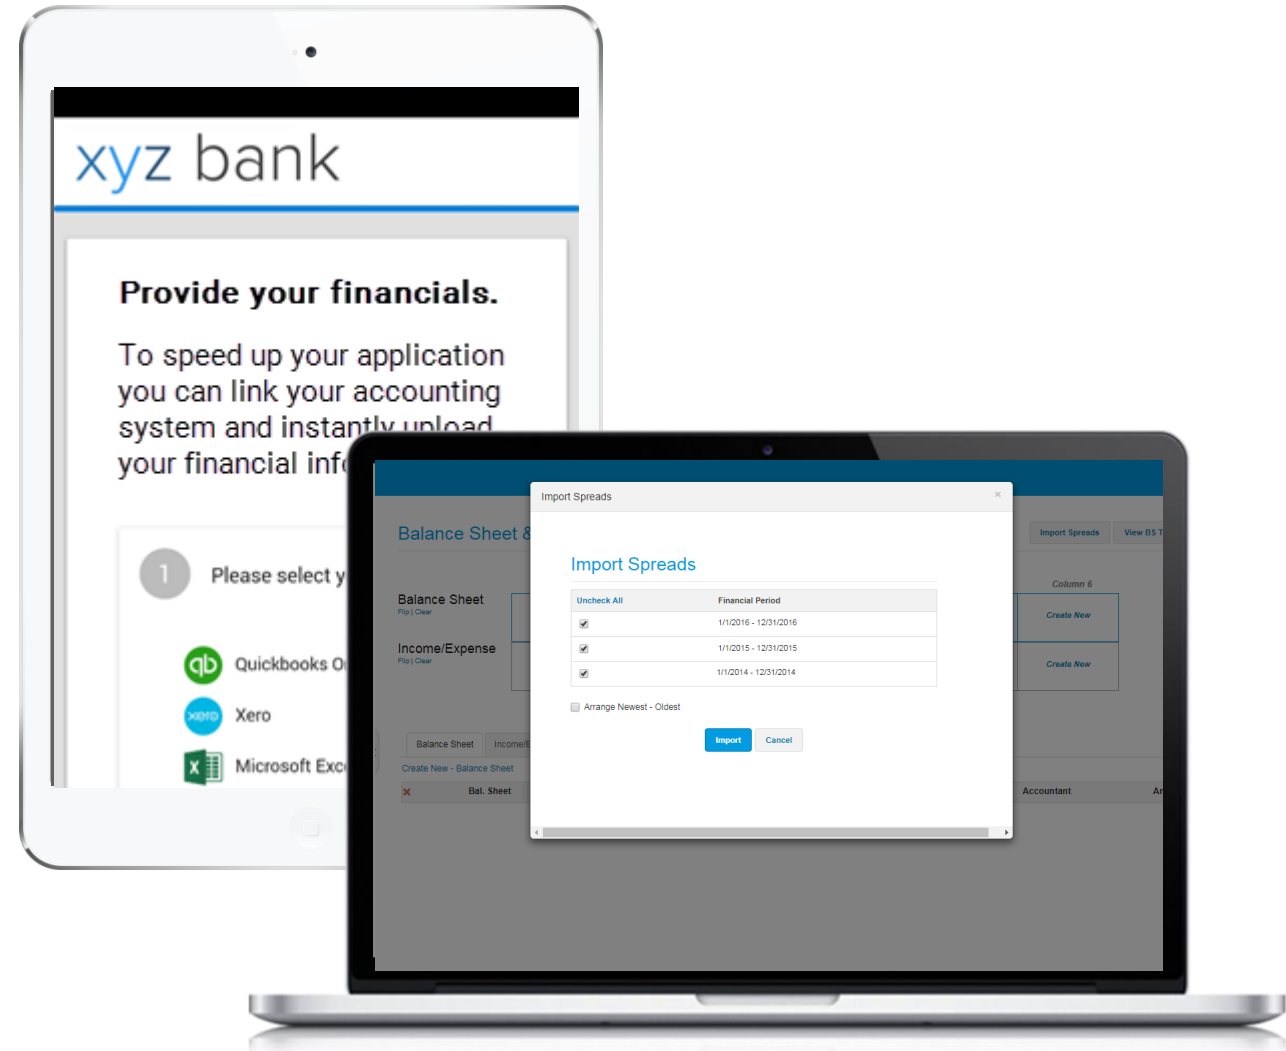 xyz bank
Provide your financials.
To speed up your application
you can link your accounting
system and instantly upload
your financial
1
Please select
qb Quickbooks
xero Xero
X Microsoft
Import Spreads
×
Balance Sheet &
Import Spreads
View BS
Import Spreads
Column 6
Uncheck All Financial Period
1/1/2016 - 12/31/2016
1/1/2015 - 12/31/2015
1/1/2014 - 12/31/2014
Balance Sheet
Flip | Clear
Create New
Income/Expense
Flip | Clear
Create New
Arrange Newest - Oldest
Import Cancel
Balance Sheet
Create New - Balance Sheet
Bal. Sheet
Accountant